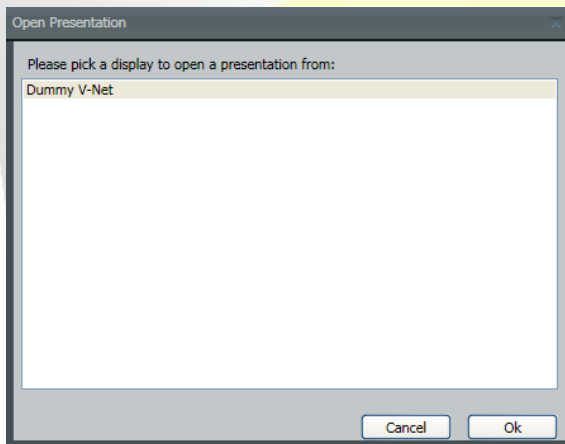 Open Presentation
Please pick a display to open a presentation from:
Dummy V-Net
Cancel Ok